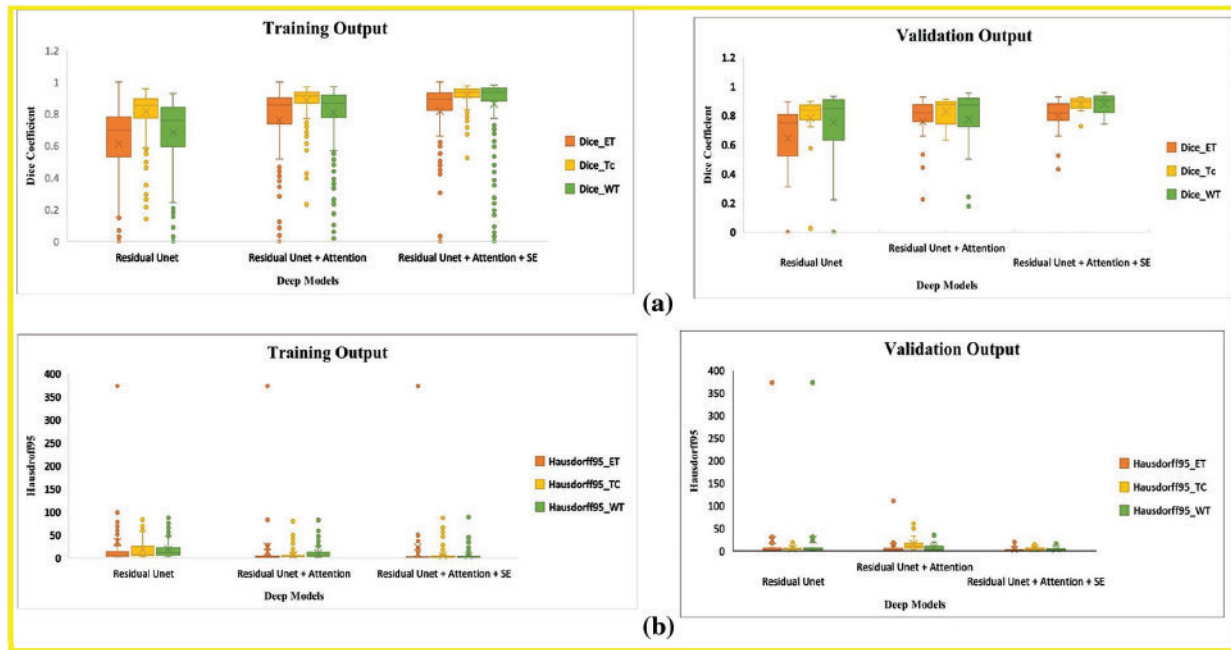 Training Output
1.2
1
0.8
0.6
0.4
0.2
0
Dice Coefficient
Residual Unet
Residual Unet + Attention
Residual Unet + Attention + SE
Deep Models
Dice_ET
Dice_Tc
Dice_WT
Validation Output
1.2
1
0.8
0.6
0.4
0.2
0
Dice Coefficient
Residual Unet
Residual Unet + Attention
Residual Unet + Attention + SE
Deep Models
Dice_ET
Dice_Tc
Dice_WT
(a)
Training Output
400
350
300
250
200
150
100
50
0
Hausdroff95
Residual Unet
Residual Unet + Attention
Residual Unet + Attention + SE
Deep Models
Hausdorff95_ET
Hausdorff95_TC
Hausdorff95_WT
Validation Output
400
350
300
250
200
150
100
50
0
Hausdorff95
Residual Unet
Residual Unet + Attention
Residual Unet + Attention + SE
Deep Models
Hausdorff95_ET
Hausdorff95_TC
Hausdorff95_WT
(b)